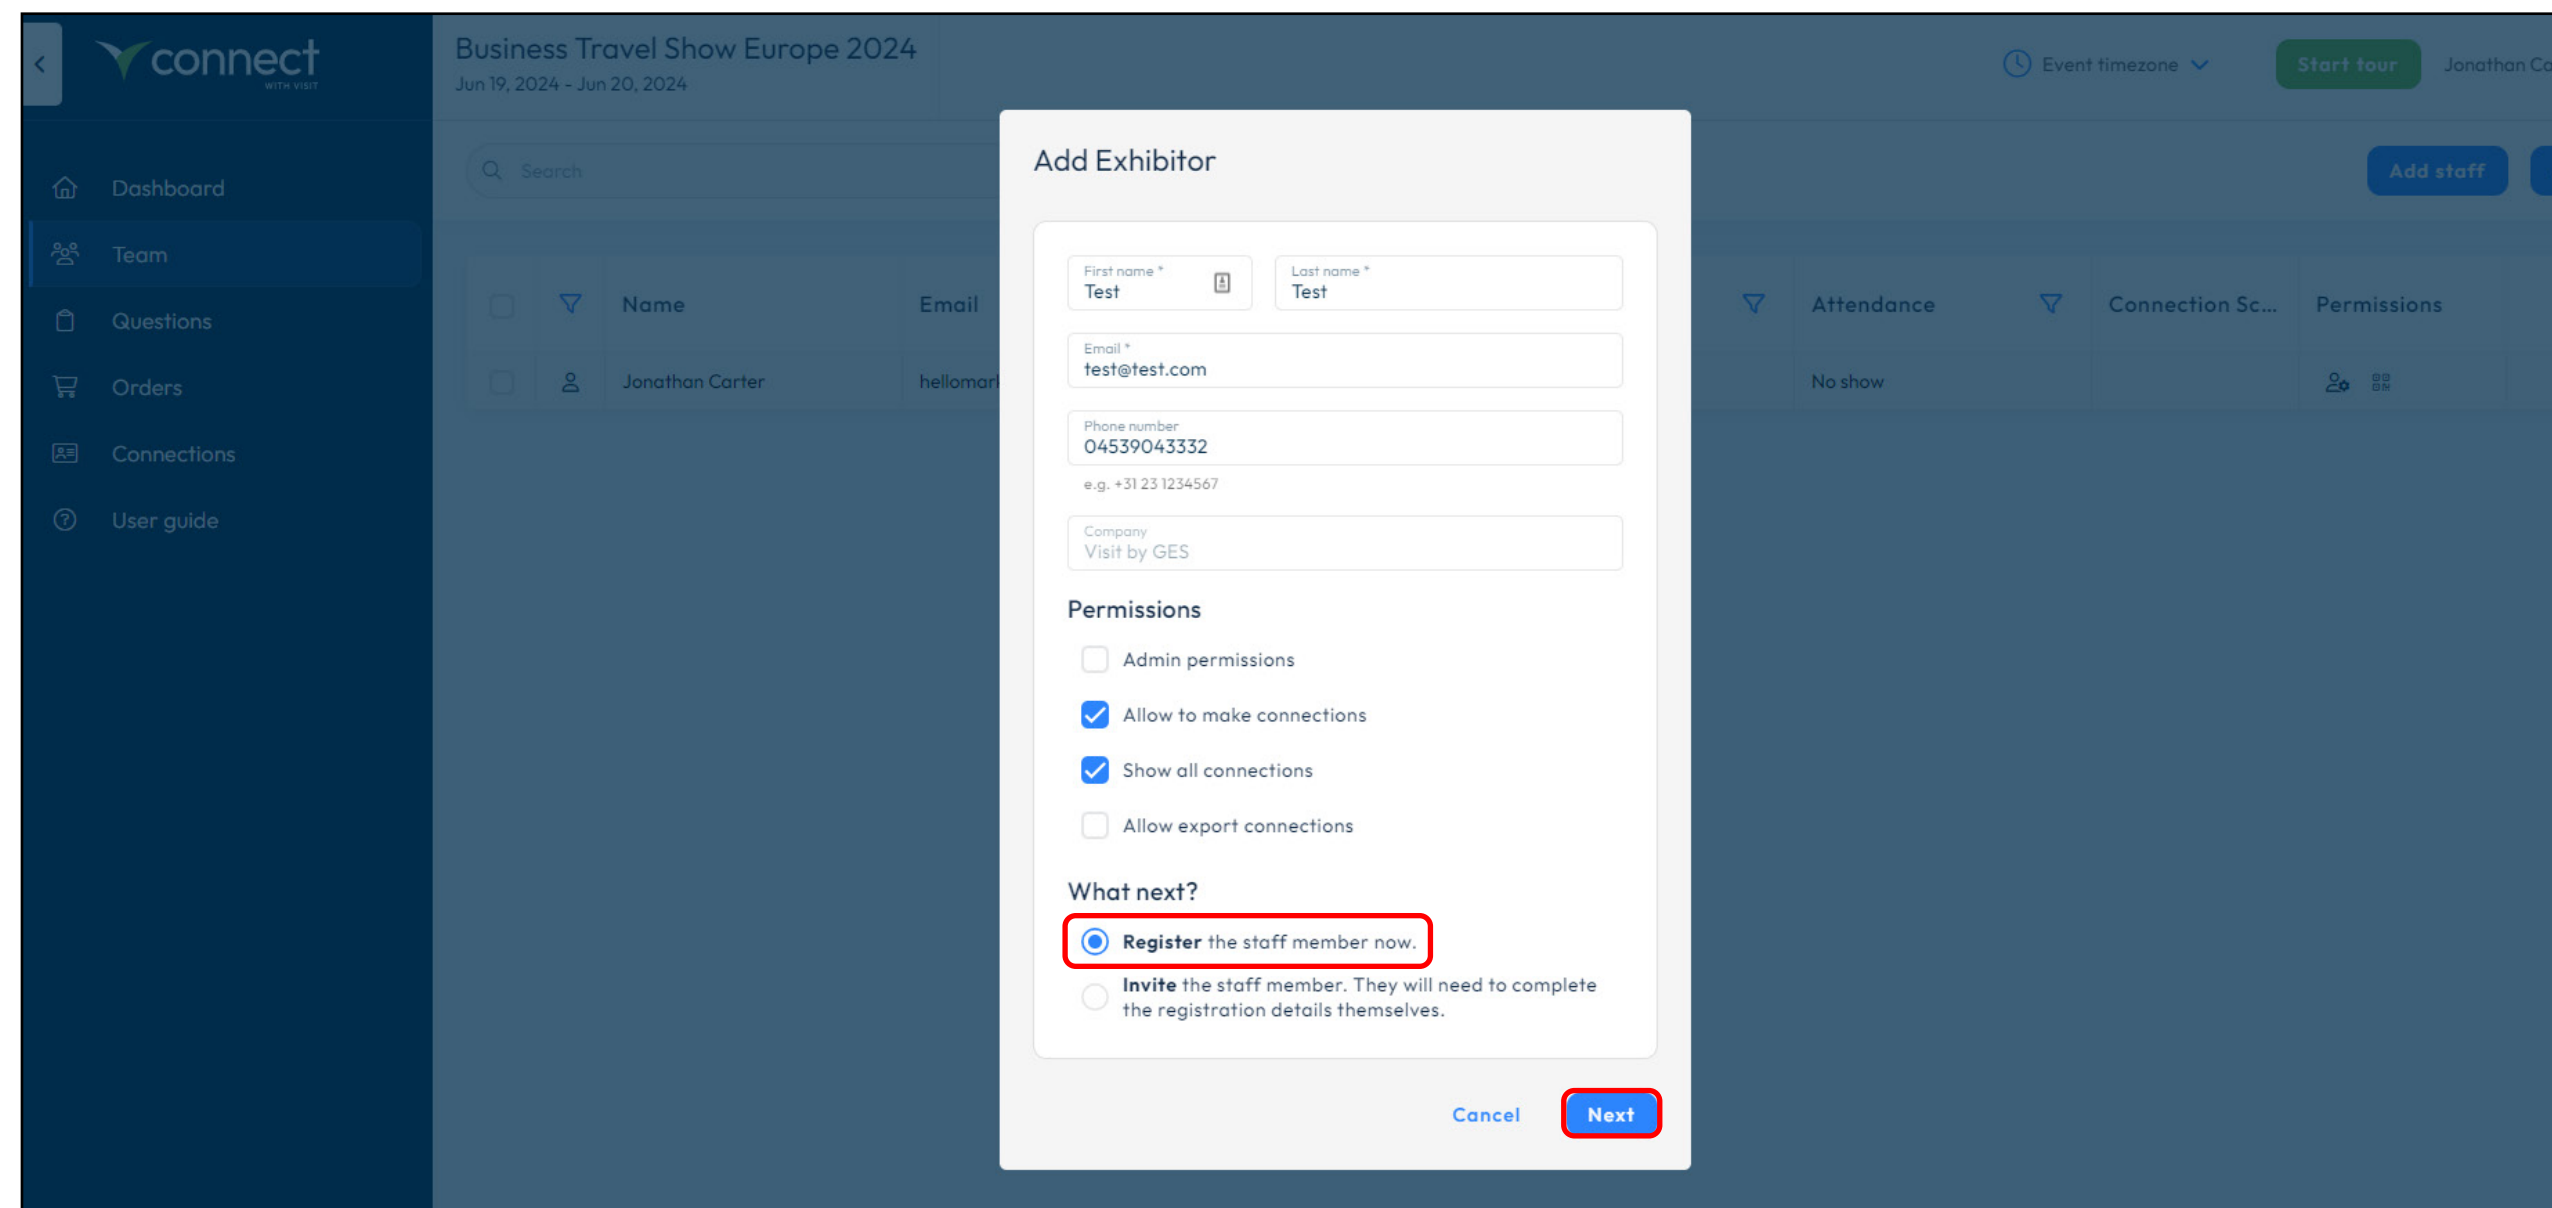 connect
WITH VISIT
Business Travel Show Europe 2024
Jun 19, 2024 - Jun 20, 2024
Event timezone
Start tour
Jonathan Ca
Dashboard
Team
Questions
Orders
Connections
User guide
Search
Add staff
Name
Email
Attendance
Connection Sc...
Permissions
Jonathan Carter
hellomark
No show
Add Exhibitor
First name *
Test
Last name *
Test
Email *
test@test.com
Phone number
04539043332
e.g. +31 23 1234567
Company
Visit by GES
Permissions
Admin permissions
Allow to make connections
Show all connections
Allow export connections
What next?
Register the staff member now.
Invite the staff member. They will need to complete
the registration details themselves.
Cancel
Next